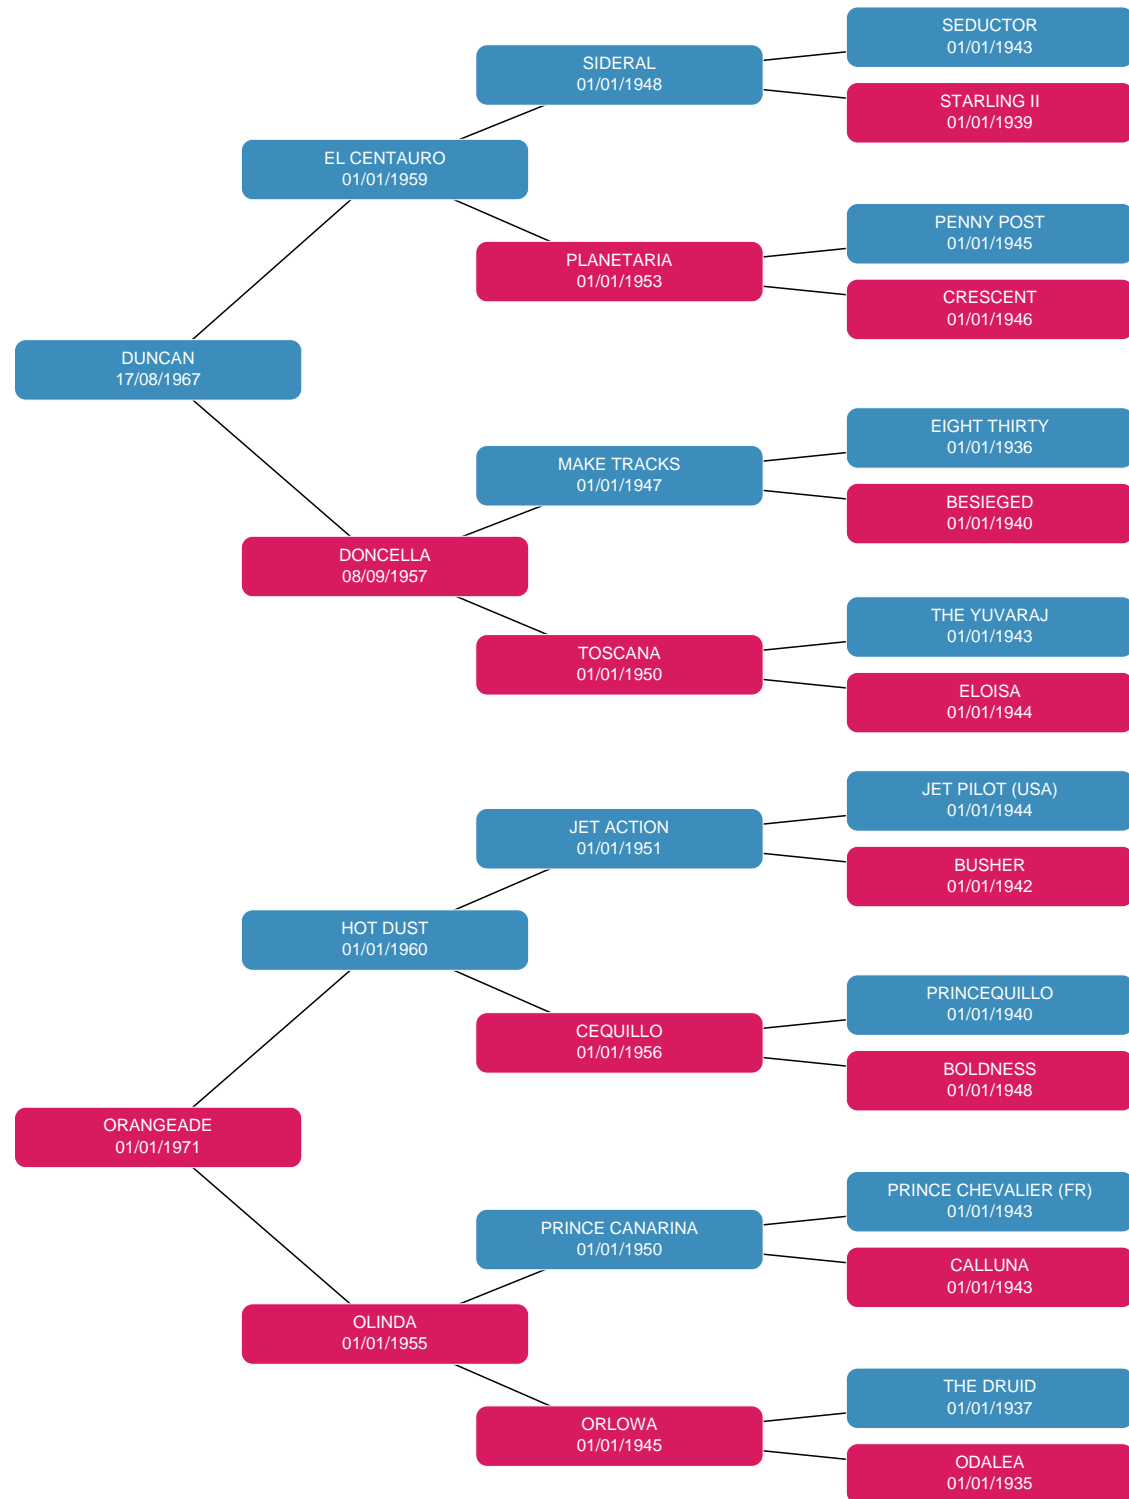 SEDUCTOR
01/01/1943
SIDERAL
01/01/1948
STARLING II
01/01/1939
EL CENTAURO
01/01/1959
PENNY POST
01/01/1945
PLANETARIA
01/01/1953
CRESCENT
01/01/1946
DUNCAN
17/08/1967
EIGHT THIRTY
01/01/1936
MAKE TRACKS
01/01/1947
BESIEGED
01/01/1940
DONCELLA
08/09/1957
THE YUVARAJ
01/01/1943
TOSCANA
01/01/1950
ELOISA
01/01/1944
JET PILOT (USA)
01/01/1944
JET ACTION
01/01/1951
BUSHER
01/01/1942
HOT DUST
01/01/1960
PRINCEQUILLO
01/01/1940
CEQUILLO
01/01/1956
BOLDNESS
01/01/1948
ORANGEADE
01/01/1971
PRINCE CHEVALIER (FR)
01/01/1943
PRINCE CANARINA
01/01/1950
CALLUNA
01/01/1943
OLINDA
01/01/1955
THE DRUID
01/01/1937
ORLOWA
01/01/1945
ODALEA
01/01/1935